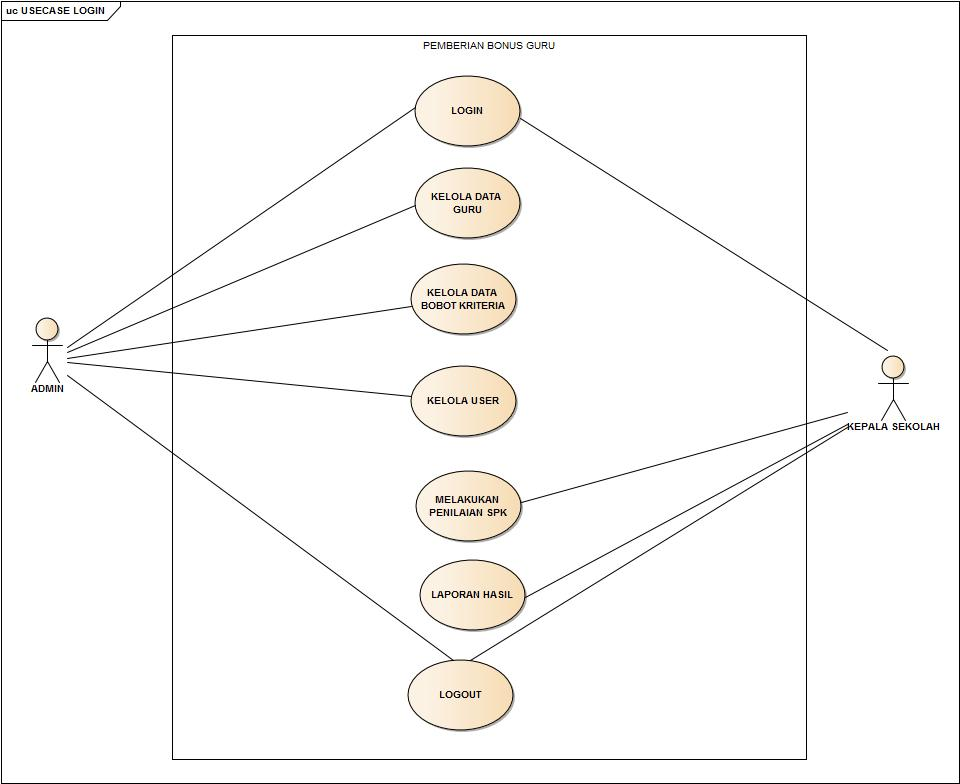 uc USECASE LOGIN
PEMBERIAN BONUS GURU
LOGIN
KELOLA DATA
GURU
KELOLA DATA
BOBOT KRITERIA
ADMIN
KELOLA USER
KEPALA SEKOLAH
MELAKUKAN
PENILAIAN SPK
LAPORAN HASIL
LOGOUT